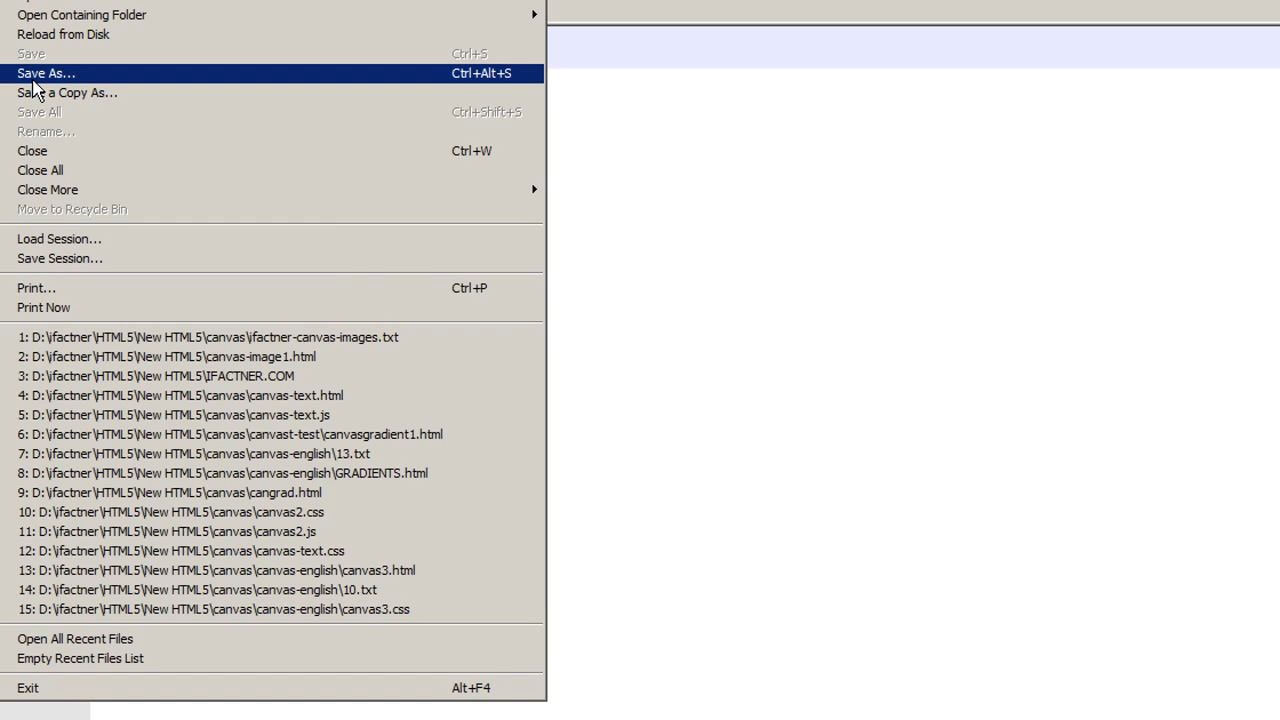 Open Containing Folder
Reload from Disk
Save Ctrl+S
Save As... Ctrl+Alt+S
Save a Copy As...
Save All Ctrl+Shift+S
Rename...
Close Ctrl+W
Close All
Close More
Move to Recycle Bin
Load Session...
Save Session...
Print... Ctrl+P
Print Now
1: D:\ifactner\HTML5\New HTML5\canvas\ifactner-canvas-images.txt
2: D:\ifactner\HTML5\New HTML5\canvas-image1.html
3: D:\ifactner\HTML5\New HTML5\IFACTNER.COM
4: D:\ifactner\HTML5\New HTML5\canvas\canvas-text.html
5: D:\ifactner\HTML5\New HTML5\canvas\canvas-text.js
6: D:\ifactner\HTML5\New HTML5\canvas\canvast-test\canvasgradient1.html
7: D:\ifactner\HTML5\New HTML5\canvas\canvas-english\13.txt
8: D:\ifactner\HTML5\New HTML5\canvas\canvas-english\GRADIENTS.html
9: D:\ifactner\HTML5\New HTML5\canvas\cangrad.html
10: D:\ifactner\HTML5\New HTML5\canvas\canvas2.css
11: D:\ifactner\HTML5\New HTML5\canvas\canvas2.js
12: D:\ifactner\HTML5\New HTML5\canvas\canvas-text.css
13: D:\ifactner\HTML5\New HTML5\canvas\canvas-english\canvas3.html
14: D:\ifactner\HTML5\New HTML5\canvas\canvas-english\10.txt
15: D:\ifactner\HTML5\New HTML5\canvas\canvas-english\canvas3.css
Open All Recent Files
Empty Recent Files List
Exit Alt+F4